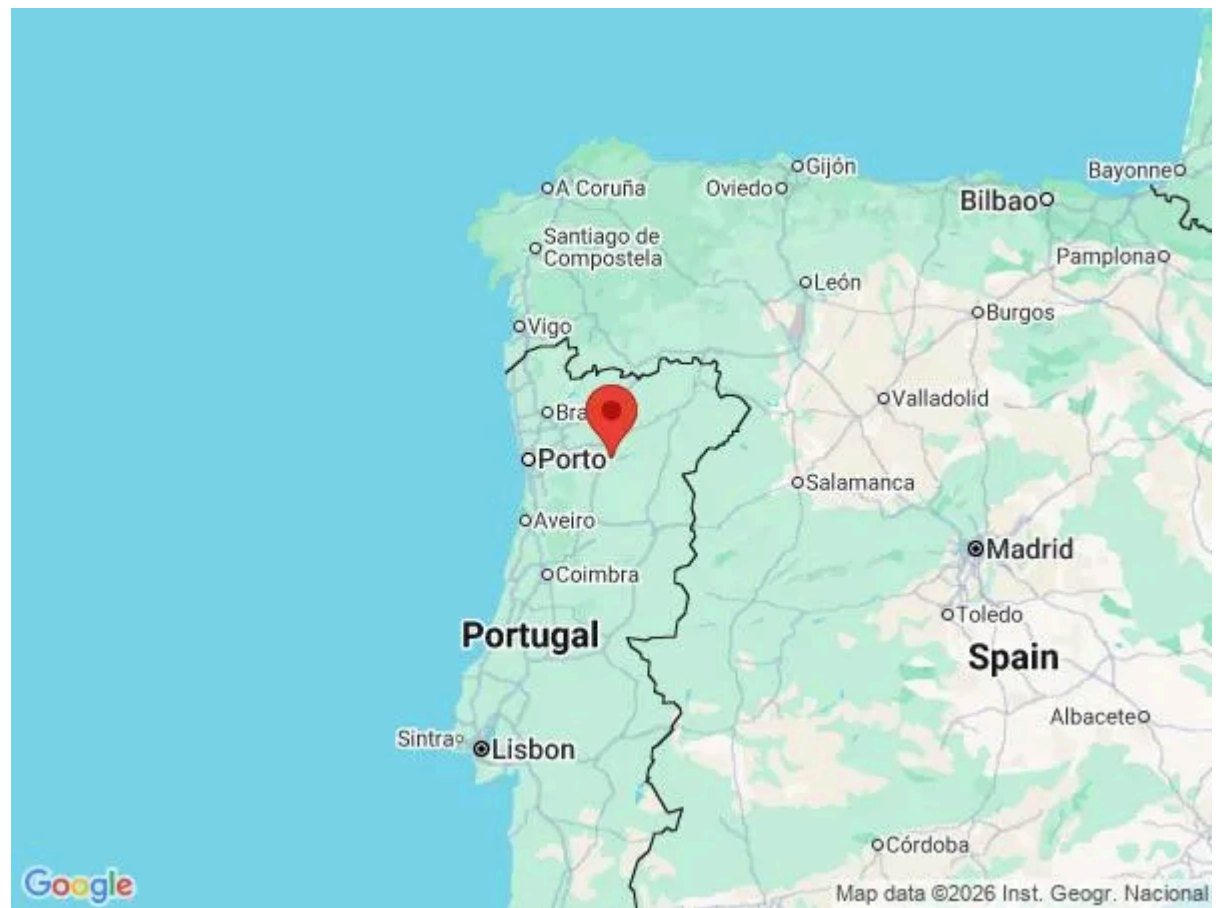 A Coruña
Oviedo
Gijón
Bayonne
Bilbao
Santiago de
Compostela
Pamplona
León
Burgos
Vigo
Valladolid
Bra
Porto
Salamanca
Aveiro
Madrid
Coimbra
Toledo
Portugal
Spain
Albacete
Sintra
Lisbon
Córdoba
Google
Map data ©2026 Inst. Geogr. Nacional